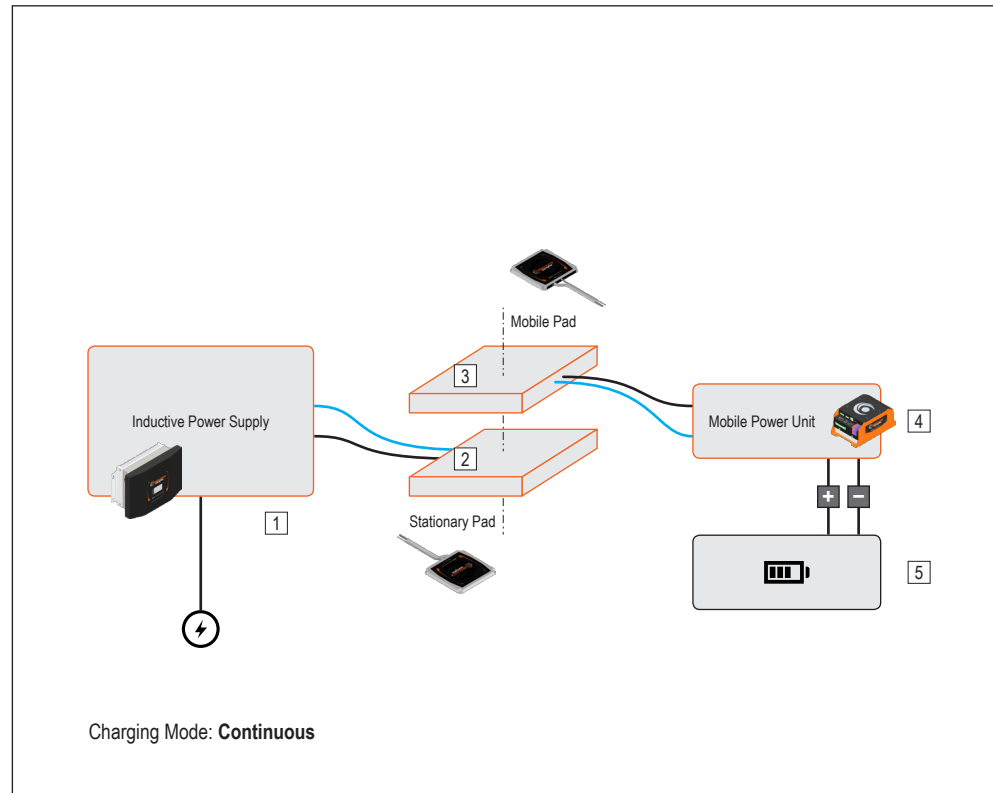 Mobile Pad
3
Inductive Power Supply
Mobile Power Unit
4
2
+ −
Stationary Pad
1
5
Charging Mode: Continuous